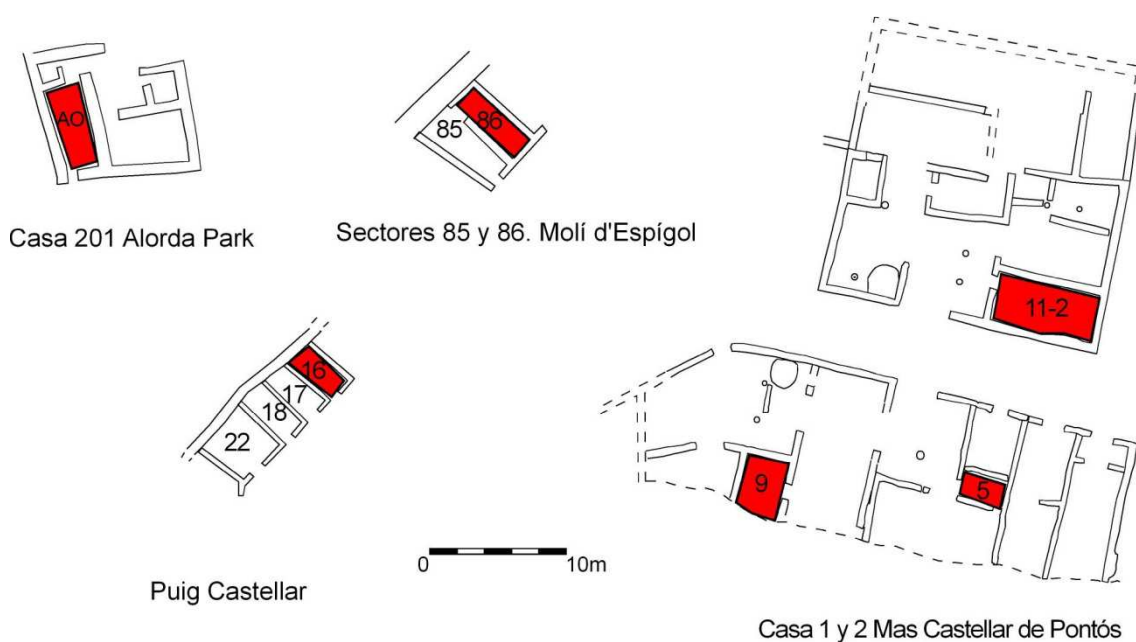 AO
85
86
Casa 201 Alorda Park
Sectores 85 y 86. Molí d'Espígol
11-2
16
17
18
22
9
5
0
10m
Puig Castellar
Casa 1 y 2 Mas Castellar de Pontós